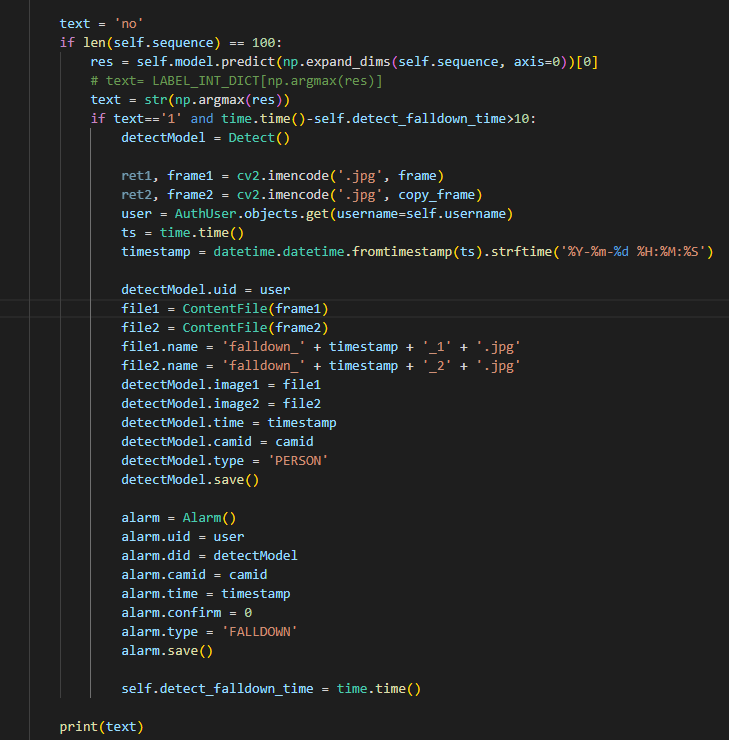 text = 'no'
if len(self.sequence) == 100:
res = self.model.predict(np.expand_dims(self.sequence, axis=0))[0]
# text= LABEL_INT_DICT[np.argmax(res)]
text = str(np.argmax(res))
if text=='1' and time.time()-self.detect_falldown_time>10:
detectModel = Detect()
ret1, frame1 = cv2.imencode('.jpg', frame)
ret2, frame2 = cv2.imencode('.jpg', copy_frame)
user = AuthUser.objects.get(username=self.username)
ts = time.time()
timestamp = datetime.datetime.fromtimestamp(ts).strftime('%Y-%m-%d %H:%M:%S')
detectModel.uid = user
file1 = ContentFile(frame1)
file2 = ContentFile(frame2)
file1.name = 'falldown_' + timestamp + '_1' + '.jpg'
file2.name = 'falldown_' + timestamp + '_2' + '.jpg'
detectModel.image1 = file1
detectModel.image2 = file2
detectModel.time = timestamp
detectModel.camid = camid
detectModel.type = 'PERSON'
detectModel.save()
alarm = Alarm()
alarm.uid = user
alarm.did = detectModel
alarm.camid = camid
alarm.time = timestamp
alarm.confirm = 0
alarm.type = 'FALLDOWN'
alarm.save()
self.detect_falldown_time = time.time()
print(text)